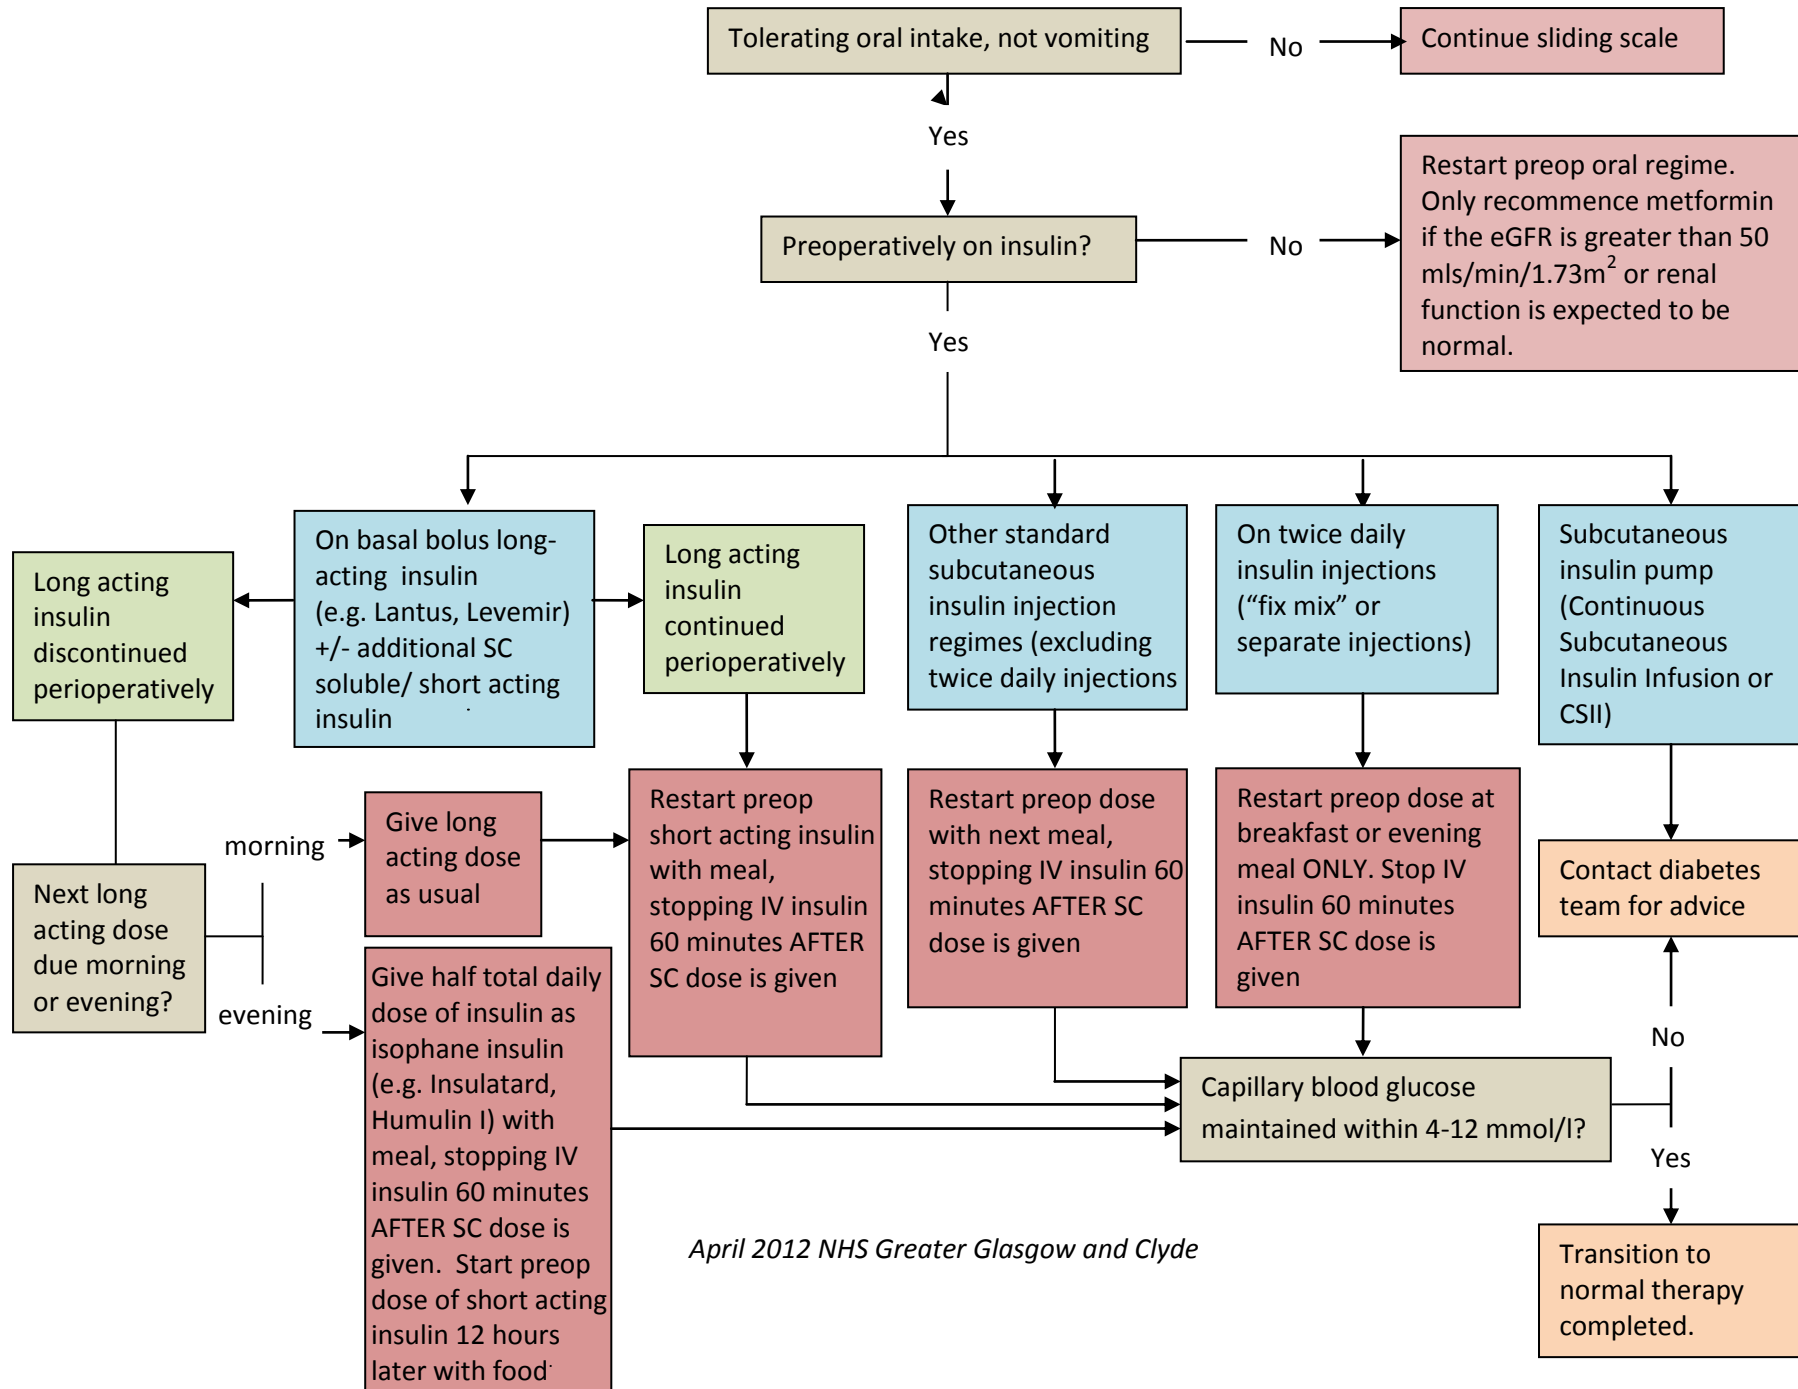 Tolerating oral intake, not vomiting
No
Continue sliding scale
Yes
Restart preop oral regime.
Only recommence metformin
if the eGFR is greater than 50
mls/min/1.73m²  or renal
function is expected to be
normal.
Preoperatively on insulin?
No
Yes
Long acting
insulin
discontinued
perioperatively
On basal bolus long-
acting  insulin
(e.g. Lantus, Levemir)
+/- additional SC
soluble/ short acting
insulin
Long acting
insulin
continued
perioperatively
Other standard
subcutaneous
insulin injection
regimes (excluding
twice daily injections
On twice daily
insulin injections
(“fix mix” or
separate injections)
Subcutaneous
insulin pump
(Continuous
Subcutaneous
Insulin Infusion or
CSII)
Next long
acting dose
due morning
or evening?
morning
evening
Give long
acting dose
as usual
Give half total daily
dose of insulin as
isophane insulin
(e.g. Insulatard,
Humulin I) with
meal, stopping IV
insulin 60 minutes
AFTER SC dose is
given.  Start preop
dose of short acting
insulin 12 hours
later with food
Restart preop
short acting insulin
with meal,
stopping IV insulin
60 minutes AFTER
SC dose is given
Restart preop dose
with next meal,
stopping IV insulin 60
minutes AFTER SC
dose is given
Restart preop dose at
breakfast or evening
meal ONLY. Stop IV
insulin 60 minutes
AFTER SC dose is
given
Contact diabetes
team for advice
No
Capillary blood glucose
maintained within 4-12 mmol/l?
Yes
Transition to
normal therapy
completed.
April 2012 NHS Greater Glasgow and Clyde